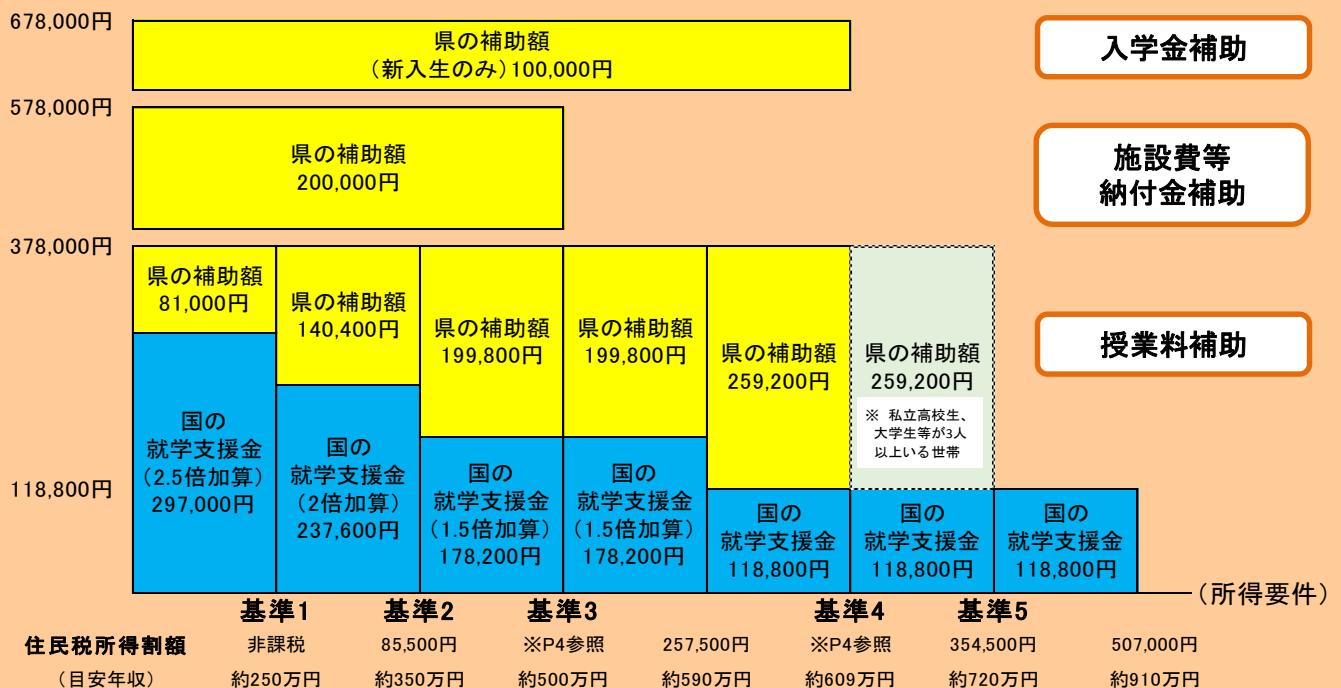 678,000円
県の補助額
(新入生のみ)100,000円
入学金補助
578,000円
県の補助額
200,000円
施設費等
納付金補助
378,000円
県の補助額
81,000円
県の補助額
140,400円
県の補助額
199,800円
県の補助額
199,800円
県の補助額
259,200円
県の補助額
259,200円
※ 私立高校生、
大学生等が3人
以上いる世帯
授業料補助
118,800円
国の
就学支援金
(2.5倍加算)
297,000円
国の
就学支援金
(2倍加算)
237,600円
国の
就学支援金
(1.5倍加算)
178,200円
国の
就学支援金
(1.5倍加算)
178,200円
国の
就学支援金
118,800円
国の
就学支援金
118,800円
国の
就学支援金
118,800円
(所得要件)
基準1 基準2 基準3 基準4 基準5
住民税所得割額 非課税 85,500円 ※P4参照 257,500円 ※P4参照 354,500円 507,000円
(目安年収) 約250万円 約350万円 約500万円 約590万円 約609万円 約720万円 約910万円